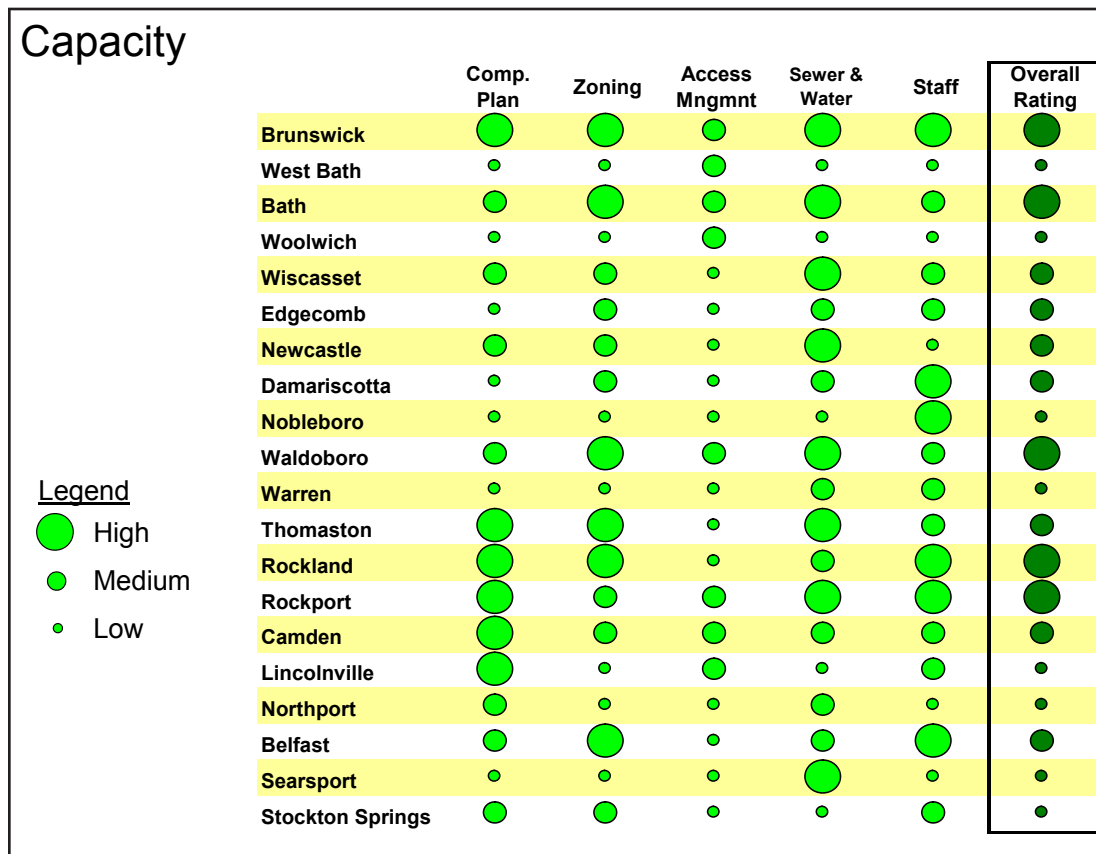 Capacity
Comp. Plan
Zoning
Access Mngmnt
Sewer & Water
Staff
Overall Rating
Brunswick
West Bath
Bath
Woolwich
Wiscasset
Edgecomb
Newcastle
Damariscotta
Nobleboro
Waldoboro
Warren
Thomaston
Rockland
Rockport
Camden
Lincolnville
Northport
Belfast
Searsport
Stockton Springs
Legend
High
Medium
Low